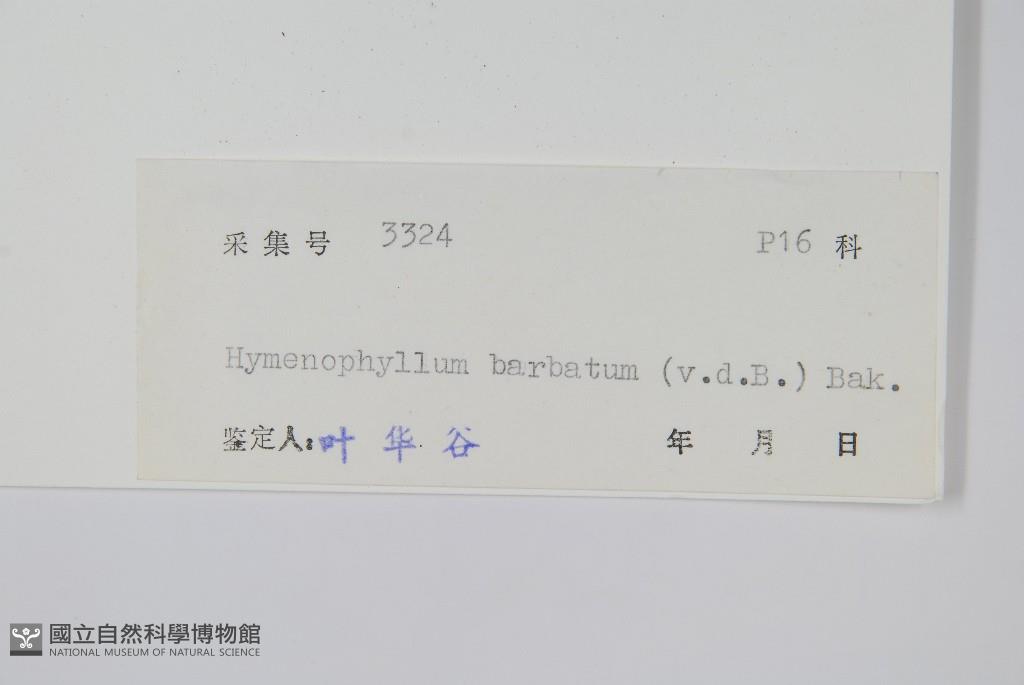 采集号 3324 P16 科
Hymenophyllum barbatum (v.d.B.) Bak.
鉴定人:叶华谷 年 月 日
國立自然科學博物館
NATIONAL MUSEUM OF NATURAL SCIENCE